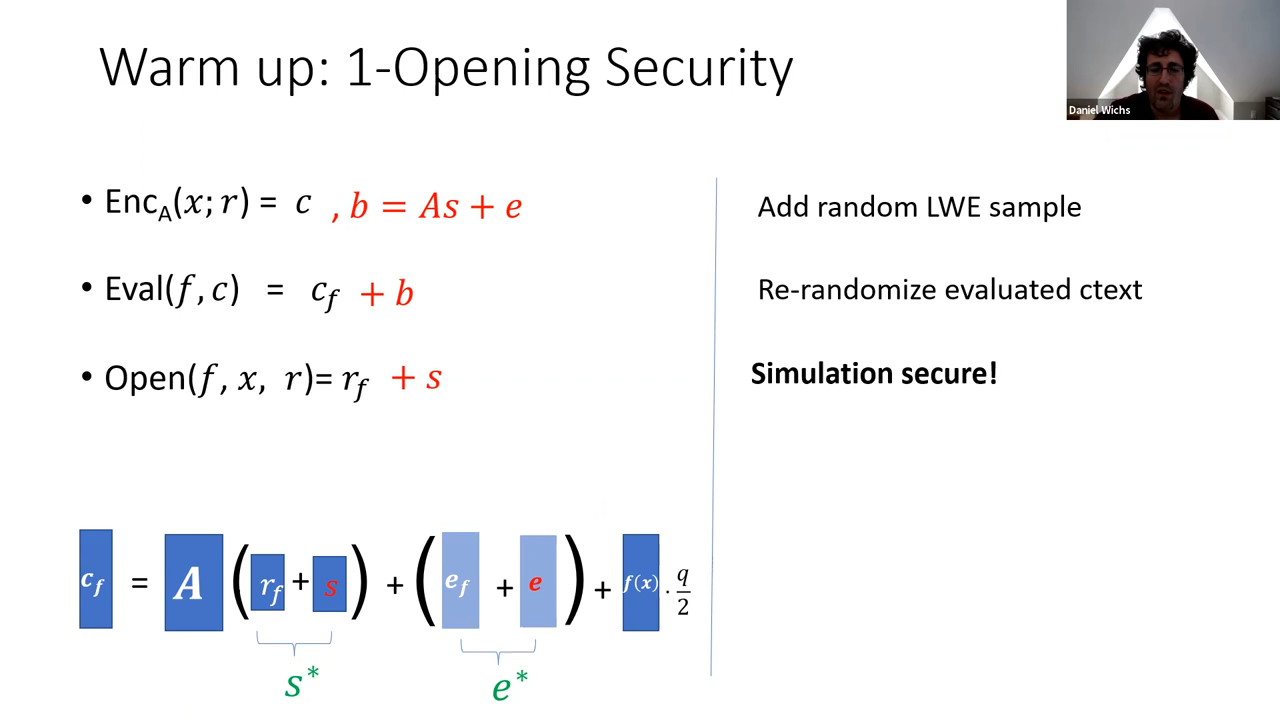 Warm up: 1-Opening Security
Daniel Wichs
• Enc_A(x; r) = c , b = As + e
Add random LWE sample
• Eval(f, c) = c_f + b
Re-randomize evaluated ctext
• Open(f, x, r)= r_f + s
Simulation secure!
c_f = A (r_f + s) + (e_f + e) + f(x) · q/2
s* e*